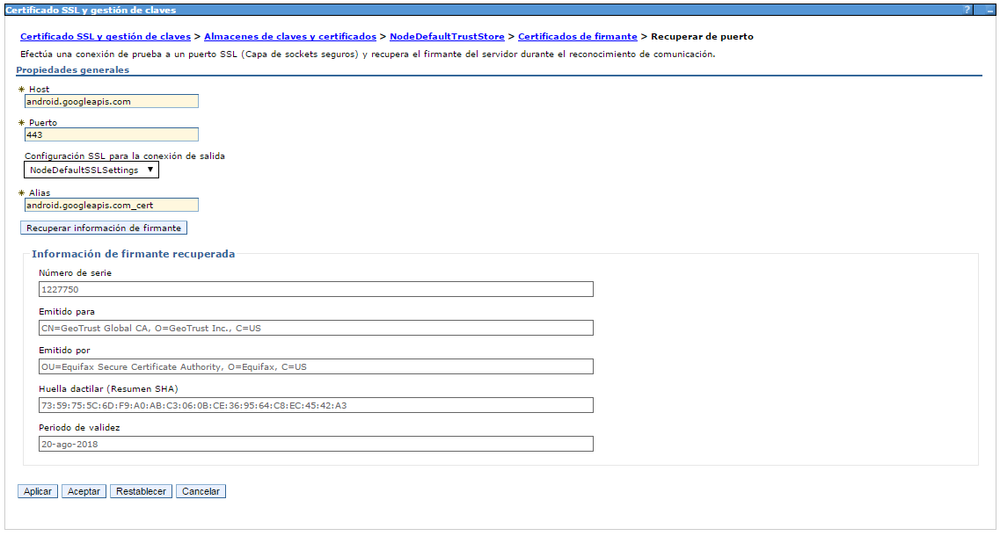 Certificado SSL y gestión de claves ? –
Certificado SSL y gestión de claves > Almacenes de claves y certificados > NodeDefaultTrustStore > Certificados de firmante > Recuperar de puerto
Efectúa una conexión de prueba a un puerto SSL (Capa de sockets seguros) y recupera el firmante del servidor durante el reconocimiento de comunicación.
Propiedades generales
* Host
android.googleapis.com
* Puerto
443
Configuración SSL para la conexión de salida
NodeDefaultSSLSettings ▼
* Alias
android.googleapis.com_cert
Recuperar información de firmante
Información de firmante recuperada
Número de serie
1227750
Emitido para
CN=GeoTrust Global CA, O=GeoTrust Inc., C=US
Emitido por
OU=Equifax Secure Certificate Authority, O=Equifax, C=US
Huella dactilar (Resumen SHA)
73:59:75:5C:6D:F9:A0:AB:C3:06:0B:CE:36:95:64:C8:EC:45:42:A3
Periodo de validez
20-ago-2018
Aplicar Aceptar Restablecer Cancelar